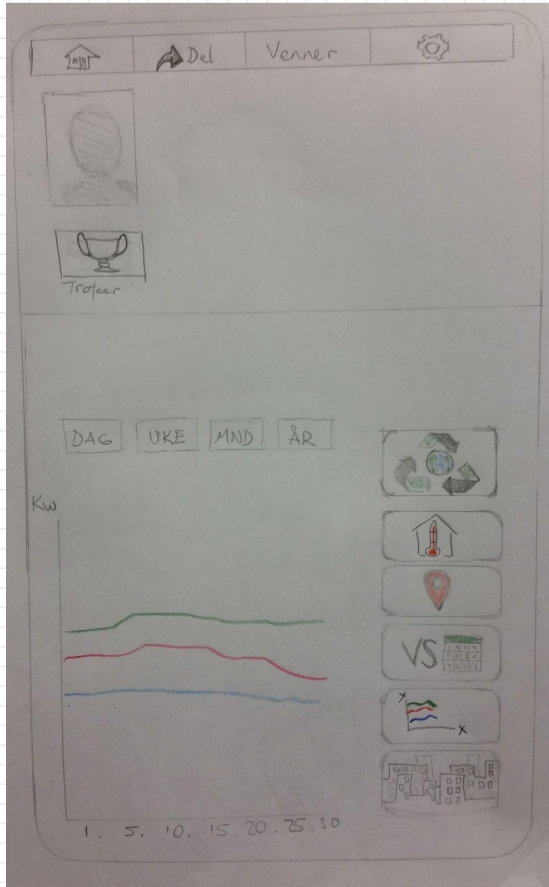 Del Venner
Trofeer
DAG UKE MND ÅR
Kw
VS
Y
X
1. 5. 10. 15. 20. 25. 30